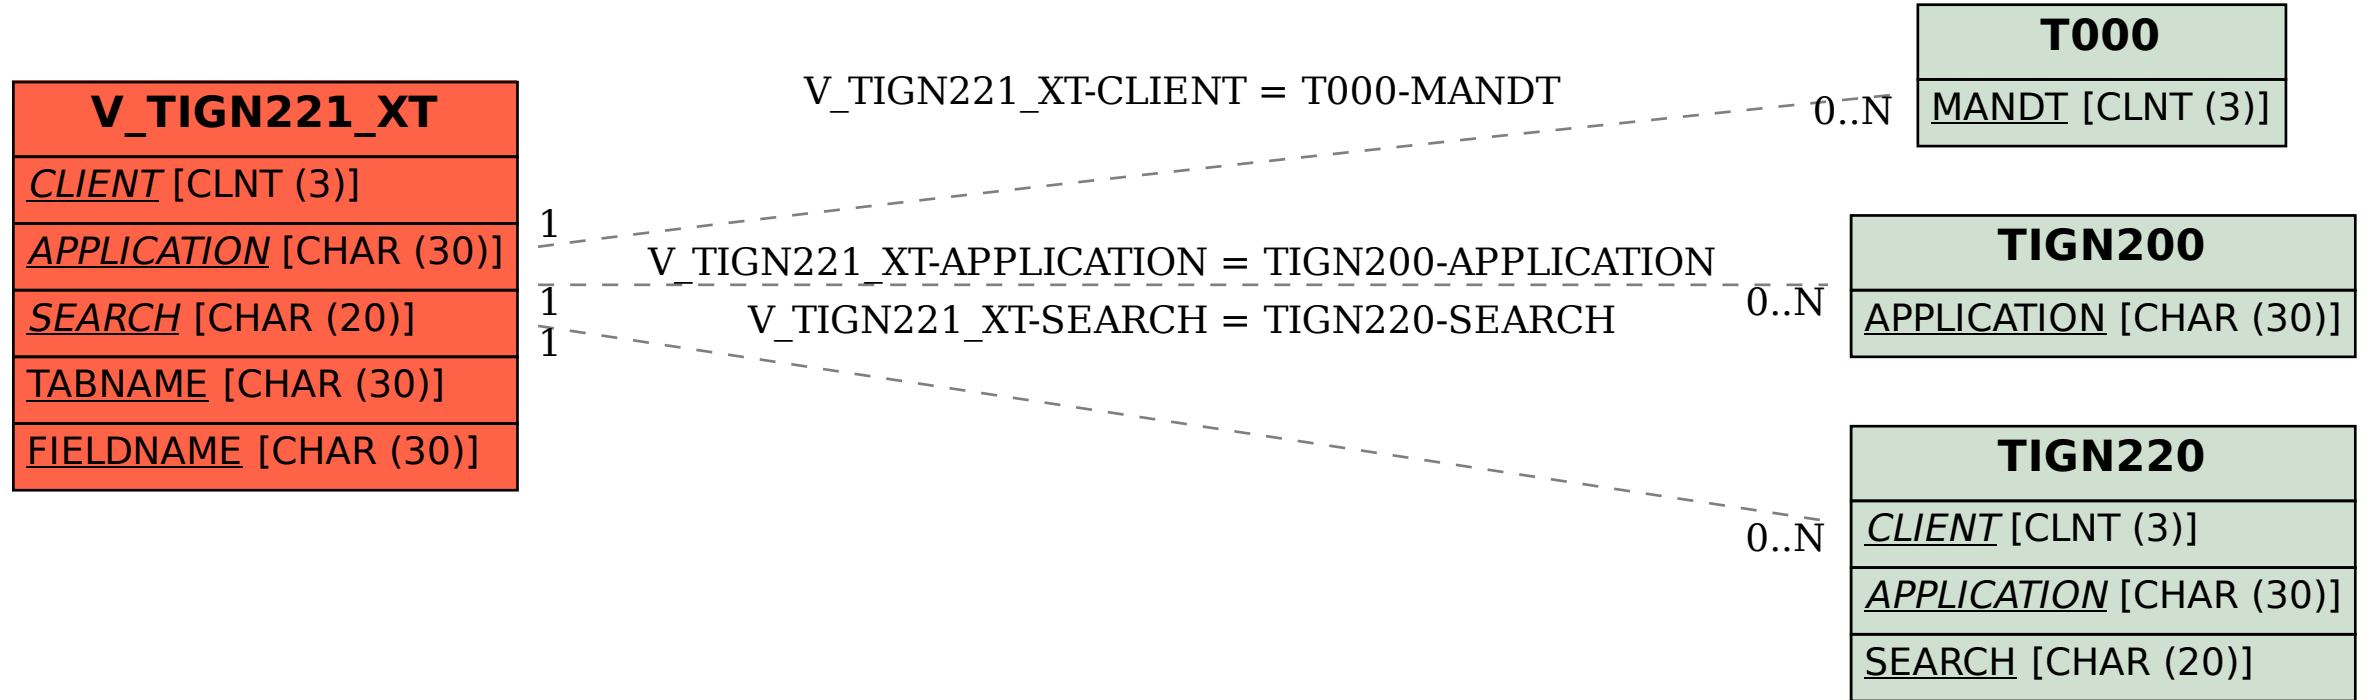 V_TIGN221_XT
CLIENT [CLNT (3)]
APPLICATION [CHAR (30)]
SEARCH [CHAR (20)]
TABNAME [CHAR (30)]
FIELDNAME [CHAR (30)]
V_TIGN221_XT-CLIENT = T000-MANDT
1
0..N
V_TIGN221_XT-APPLICATION = TIGN200-APPLICATION
1
0..N
V_TIGN221_XT-SEARCH = TIGN220-SEARCH
1
0..N
T000
MANDT [CLNT (3)]
TIGN200
APPLICATION [CHAR (30)]
TIGN220
CLIENT [CLNT (3)]
APPLICATION [CHAR (30)]
SEARCH [CHAR (20)]